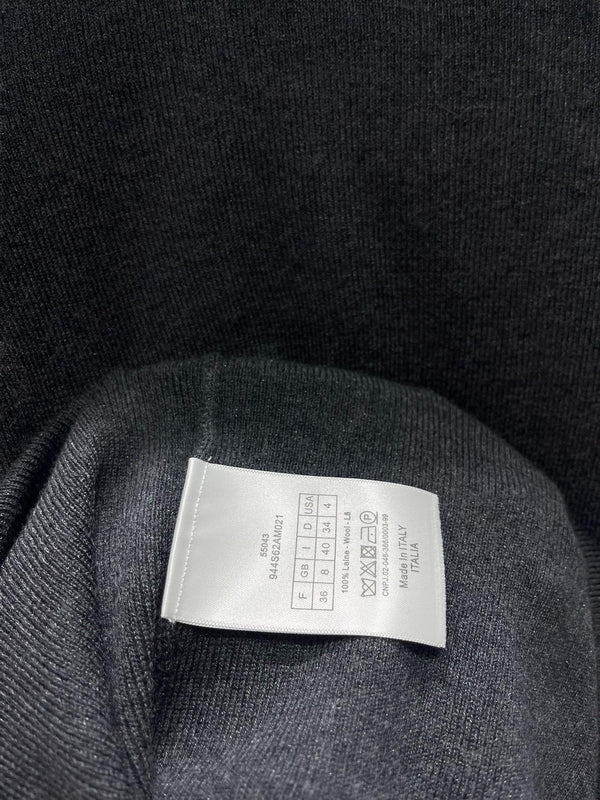 55043
944S62AM021
F GB I D USA
36 8 40 34 4
100% Laine - Wool - Lã
P
CNPJ.02-046-366/0003-99
Made In ITALY
ITALIA